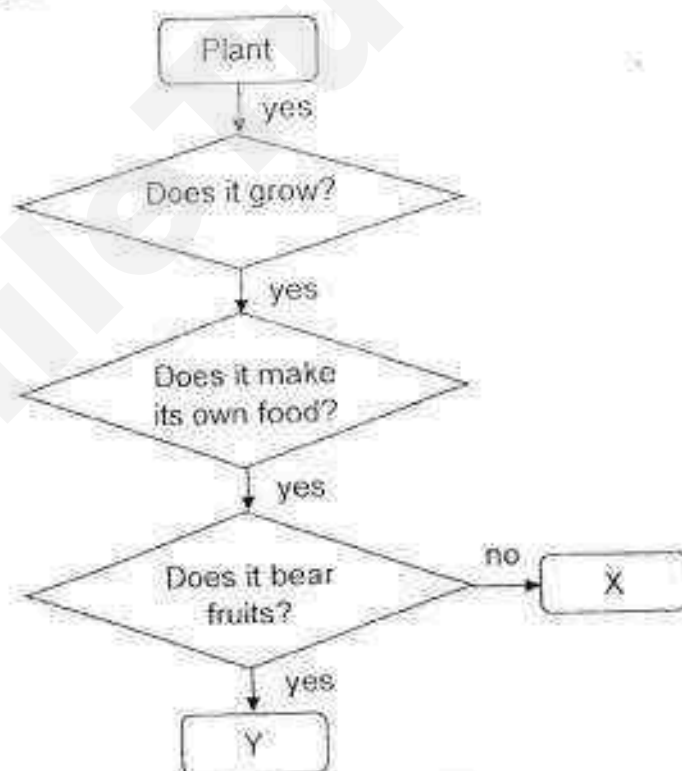 Plant
yes
Does it grow?
yes
Does it make
its own food?
yes
Does it bear
fruits?
no
X
yes
Y